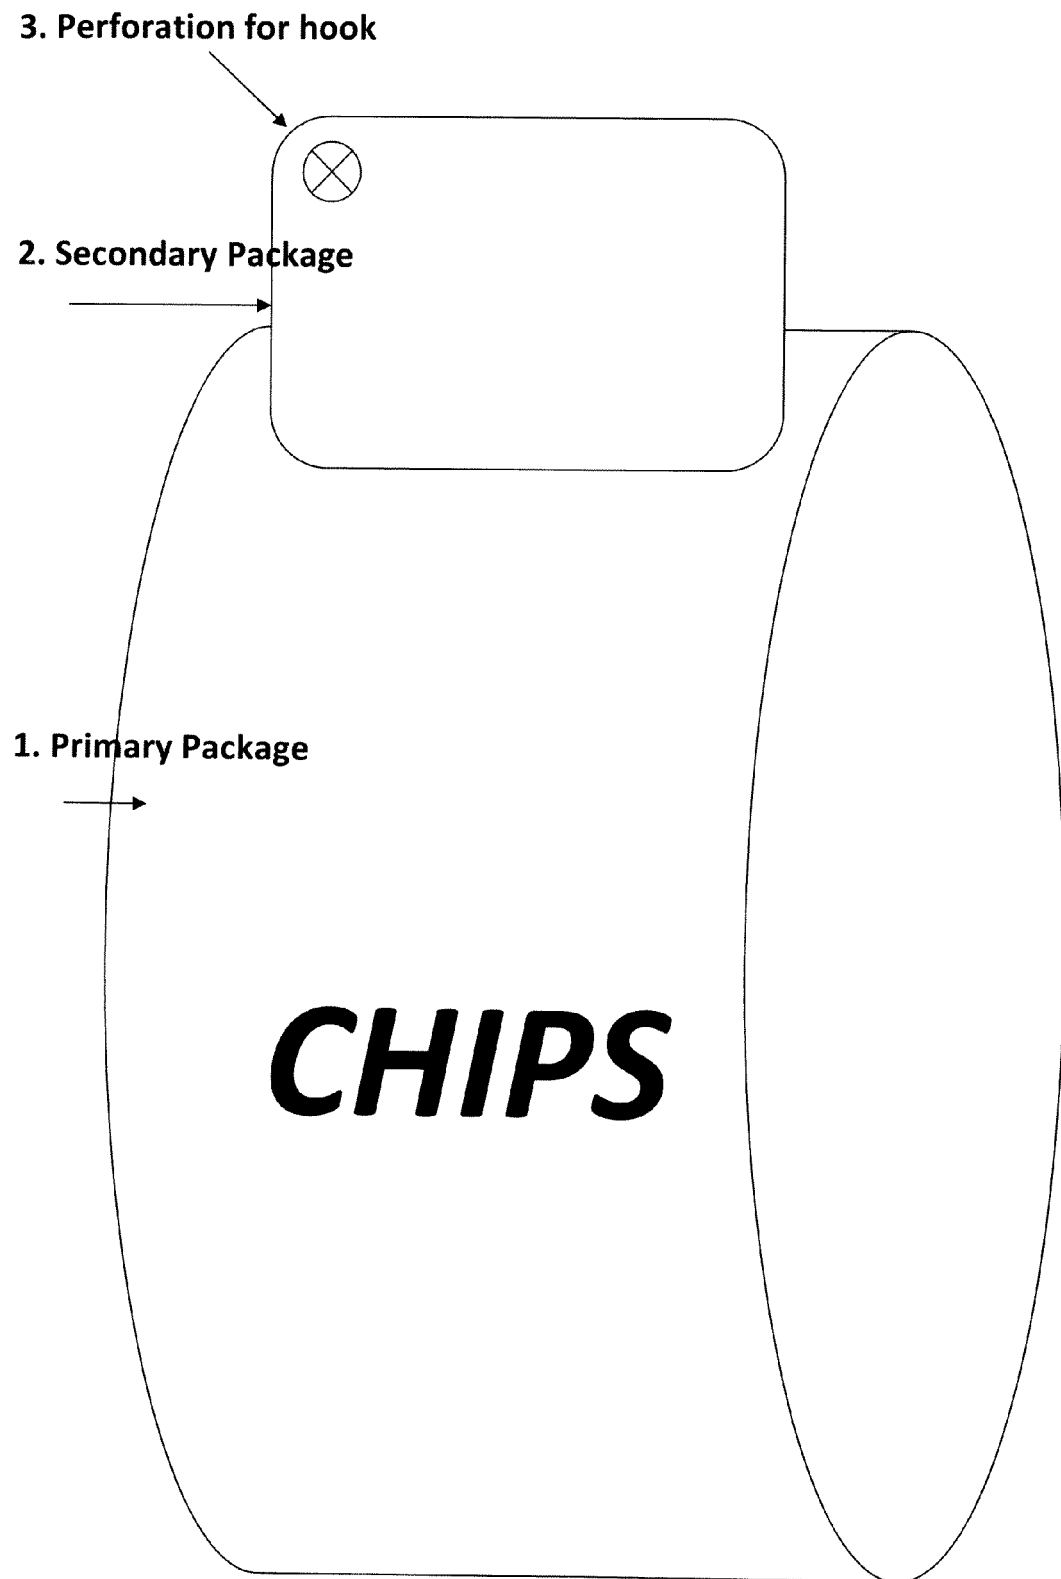 3. Perforation for hook
2. Secondary Package
1. Primary Package
CHIPS